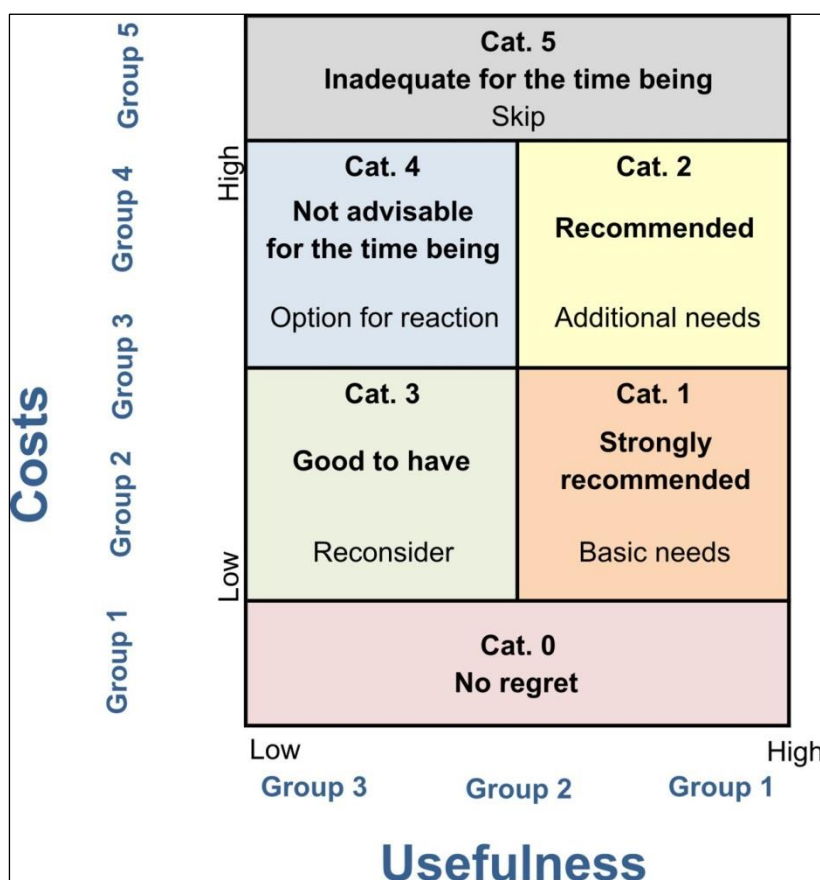 Group 5
Cat. 5
Inadequate for the time being
Skip
High
Group 4
Cat. 4
Not advisable
for the time being
Option for reaction
Cat. 2
Recommended
Additional needs
Costs
Group 3
Group 2
Cat. 3
Good to have
Reconsider
Cat. 1
Strongly
recommended
Basic needs
Low
Group 1
Cat. 0
No regret
Low
High
Group 3
Group 2
Group 1
Usefulness